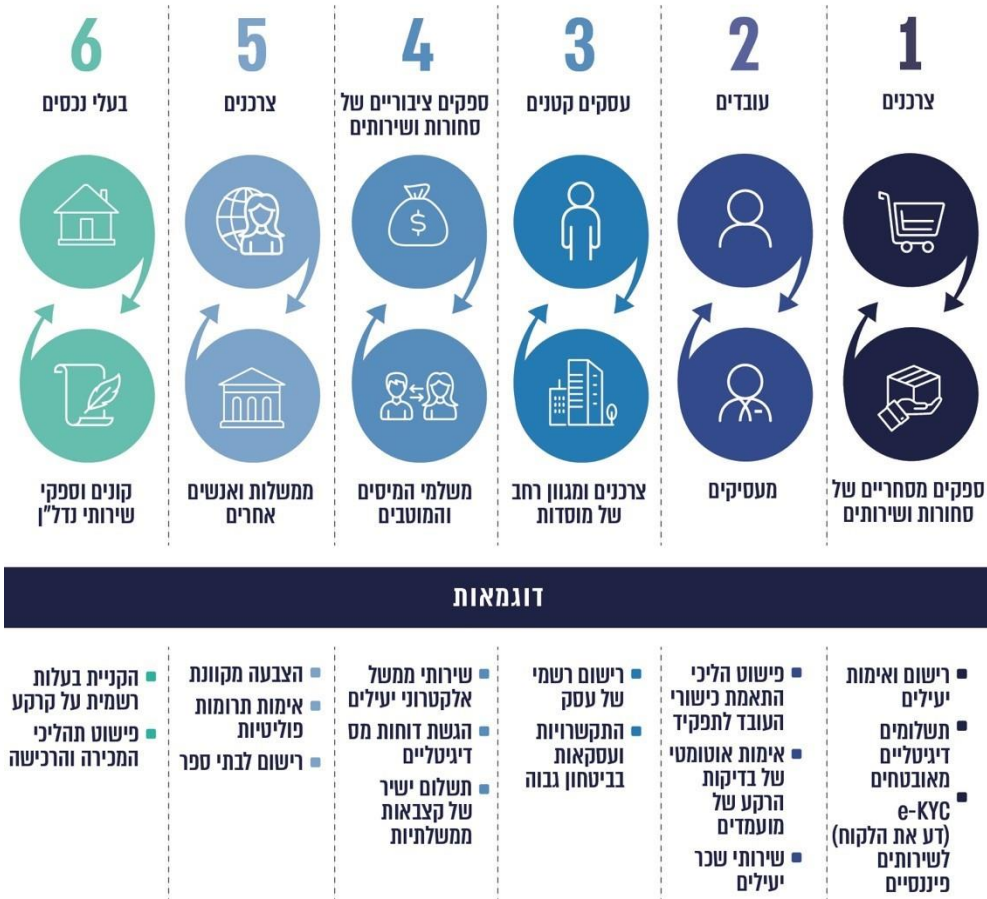 1
צרכנים
ספקים מסחריים של
סחורות ושירותים
2
עובדים
מעסיקים
3
עסקים קטנים
צרכנים ומגוון רחב
של מוסדות
4
ספקים ציבוריים של
סחורות ושירותים
$
משלמי המיסים
והמוטבים
5
צרכנים
ממשלות ואנשים
אחרים
6
בעלי נכסים
קונים וספקי
שירותי נדל"ן
דוגמאות
▪ רישום ואימות
יעילים
▪ תשלומים
דיגיטליים
מאובטחים
▪ e-KYC
(דע את הלקוח)
לשירותים
פיננסיים
▪ פישוט הליכי
התאמת כישורי
העובד לתפקיד
▪ אימות אוטומטי
של בדיקות
הרקע של
מועמדים
▪ שירותי שכר
יעילים
▪ רישום רשמי
של עסק
▪ התקשרויות
ועסקאות
בביטחון גבוה
▪ שירותי ממשל
אלקטרוני יעילים
▪ הגשת דוחות מס
דיגיטליים
▪ תשלום ישיר
של קצבאות
ממשלתיות
▪ הצבעה מקוונת
▪ אימות תרומות
פוליטיות
▪ רישום לבתי ספר
▪ הקניית בעלות
רשמית על קרקע
▪ פישוט תהליכי
המכירה והרכישה